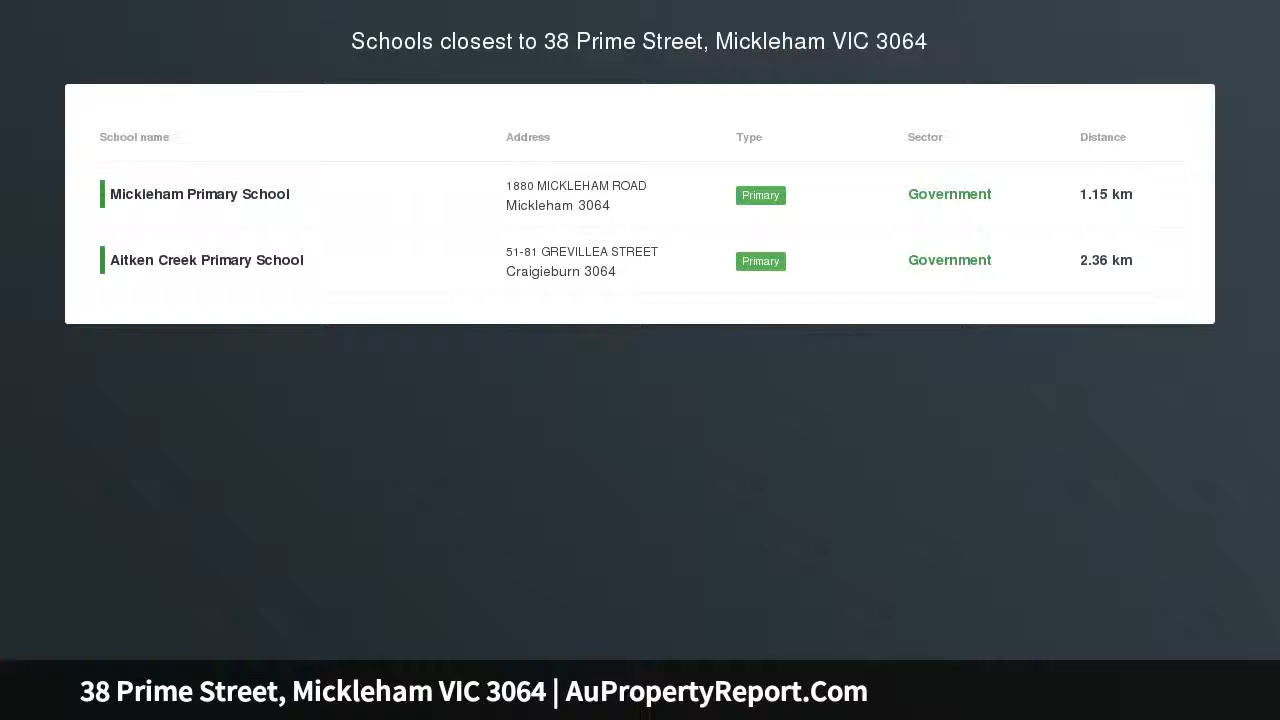 Schools closest to 38 Prime Street, Mickleham VIC 3064
School name Address Type Sector Distance
Mickleham Primary School 1880 MICKLEHAM ROAD Primary Government 1.15 km
Mickleham 3064
Aitken Creek Primary School 51-81 GREVILLEA STREET Primary Government 2.36 km
Craigieburn 3064
38 Prime Street, Mickleham VIC 3064 | AuPropertyReport.Com